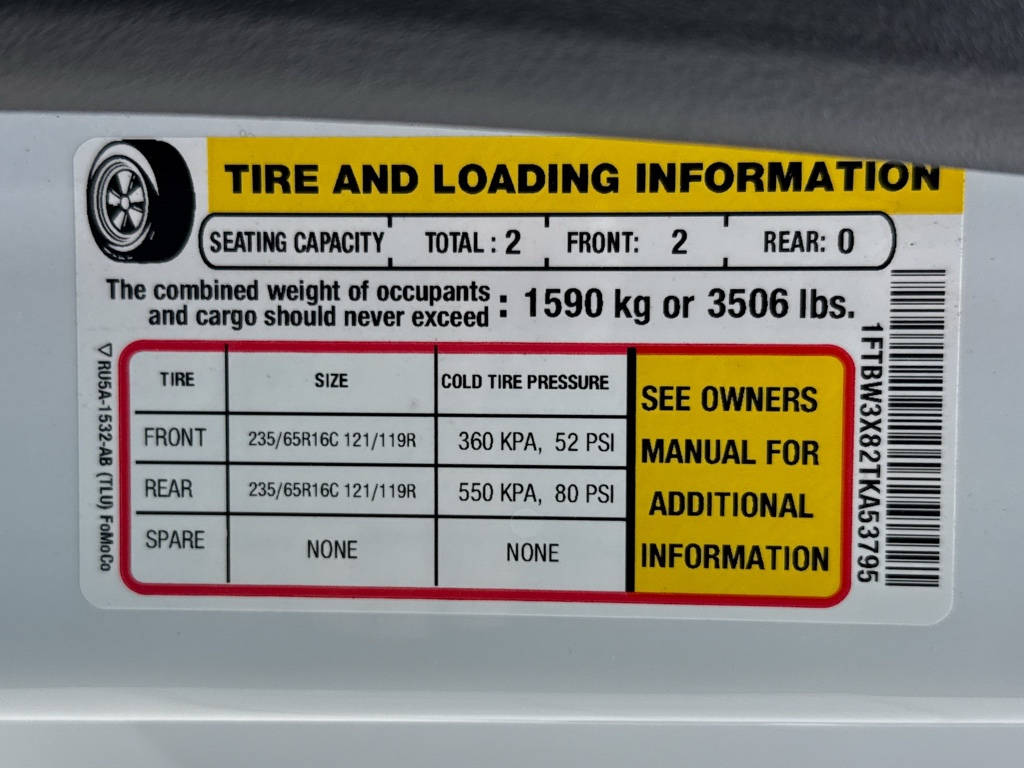 TIRE AND LOADING INFORMATION
SEATING CAPACITY TOTAL : 2 FRONT: 2 REAR: 0
The combined weight of occupants
and cargo should never exceed : 1590 kg or 3506 lbs.
TIRE SIZE COLD TIRE PRESSURE
FRONT 235/65R16C 121/119R 360 KPA, 52 PSI
REAR 235/65R16C 121/119R 550 KPA, 80 PSI
SPARE NONE NONE
SEE OWNERS
MANUAL FOR
ADDITIONAL
INFORMATION
RU5A-1532-AB (TLU) FoMoCo
1FTBW3X82TKA53795